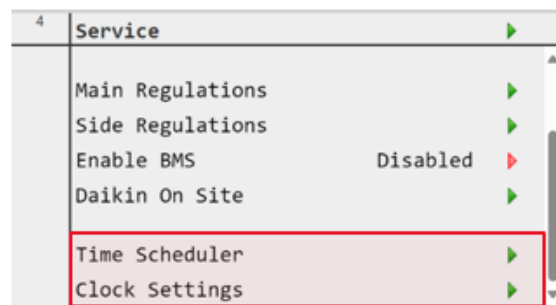 4
Service
Main Regulations
Side Regulations
Enable BMS Disabled
Daikin On Site
Time Scheduler
Clock Settings